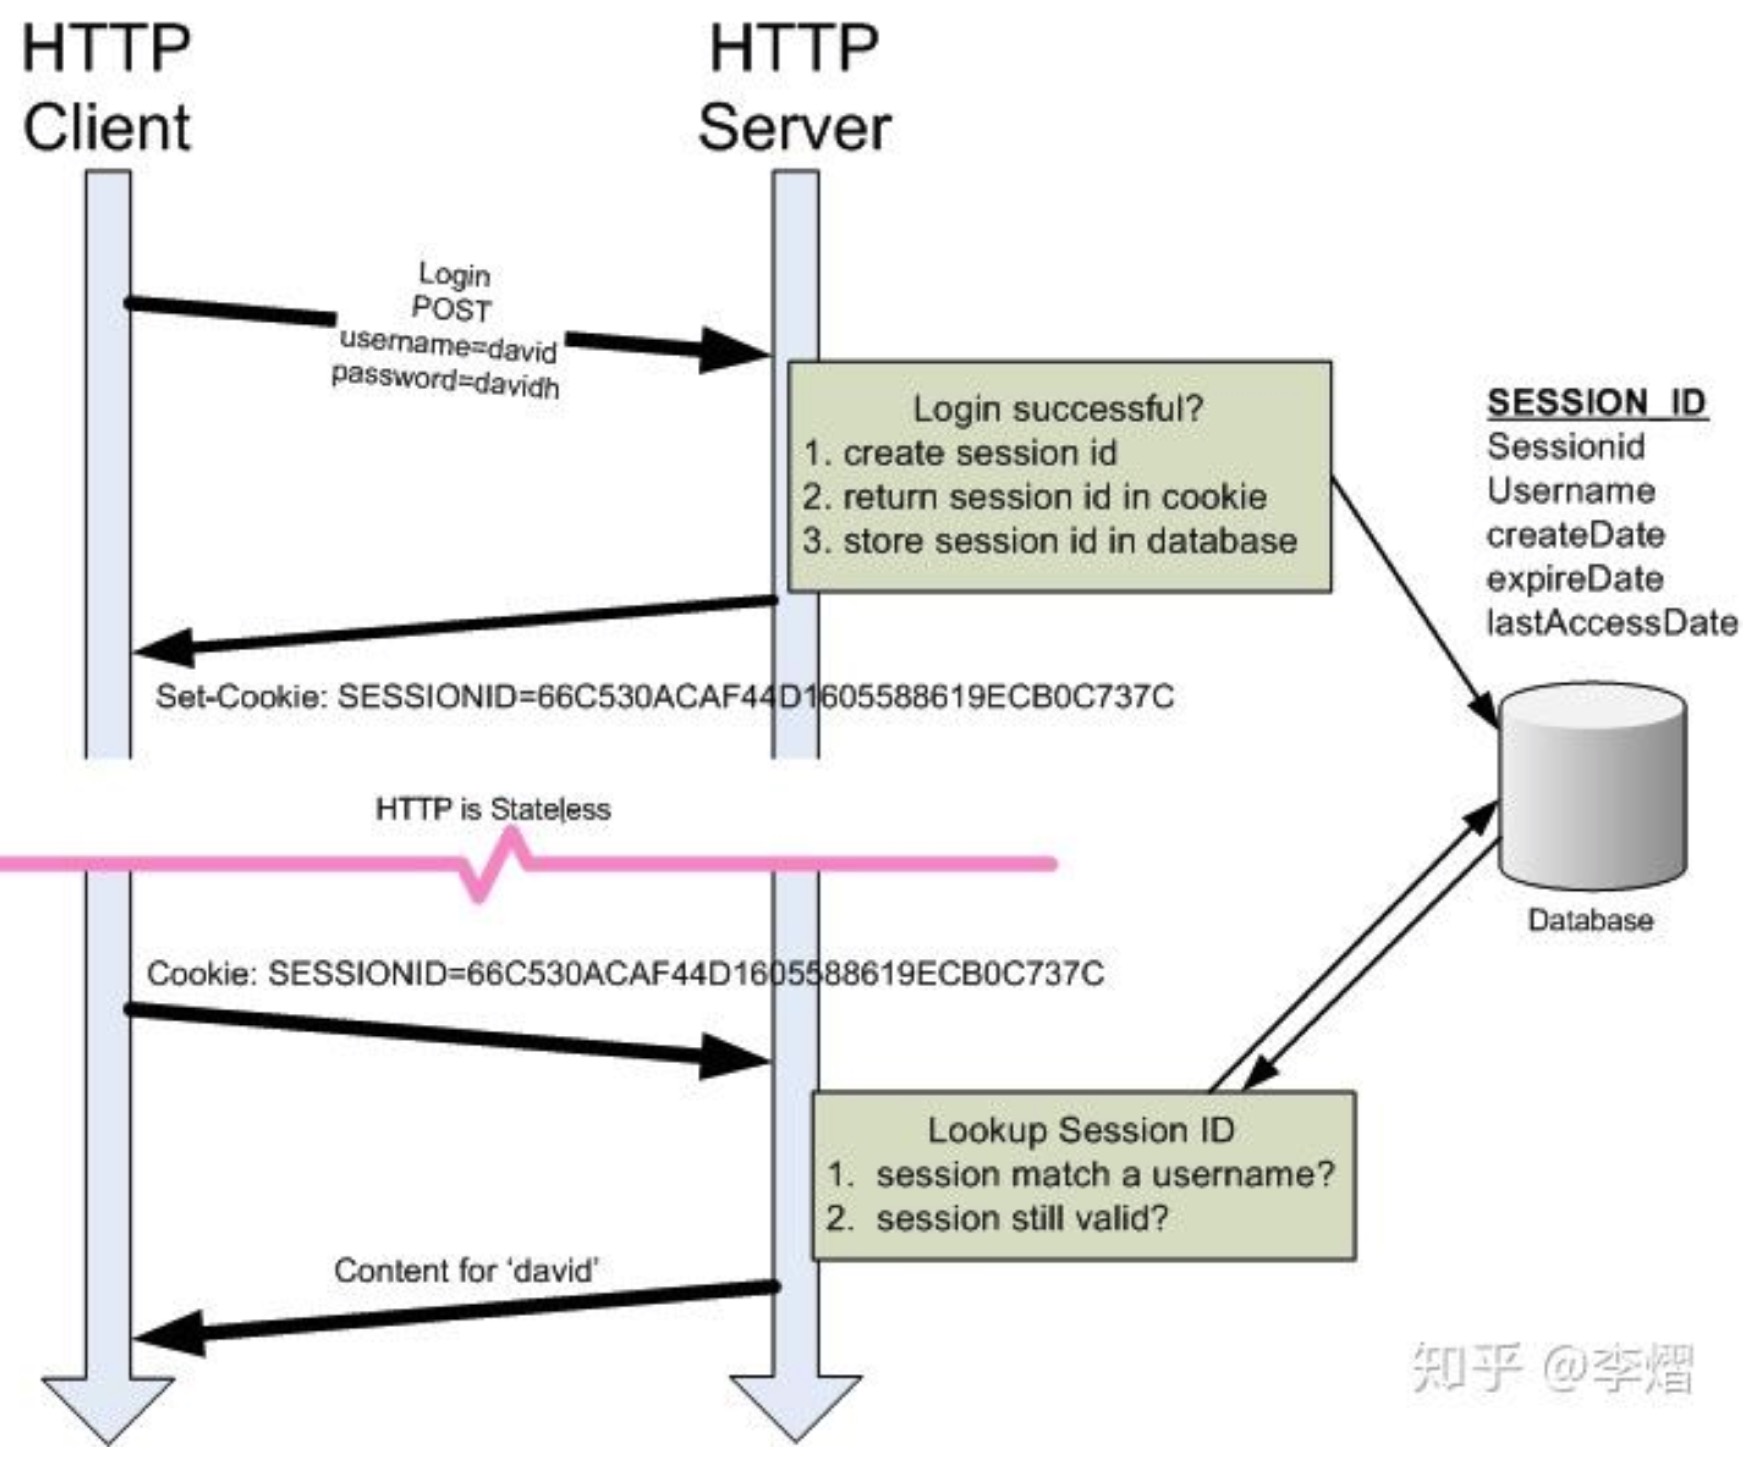 HTTP
Client
HTTP
Server
Login
POST
username=david
password=davidh
Login successful?
1. create session id
2. return session id in cookie
3. store session id in database
SESSION_ID
Sessionid
Username
createDate
expireDate
lastAccessDate
Set-Cookie: SESSIONID=66C530ACAF44D1605588619ECB0C737C
HTTP is Stateless
Database
Cookie: SESSIONID=66C530ACAF44D1605588619ECB0C737C
Lookup Session ID
1. session match a username?
2. session still valid?
Content for ‘david’
知乎 @李熠